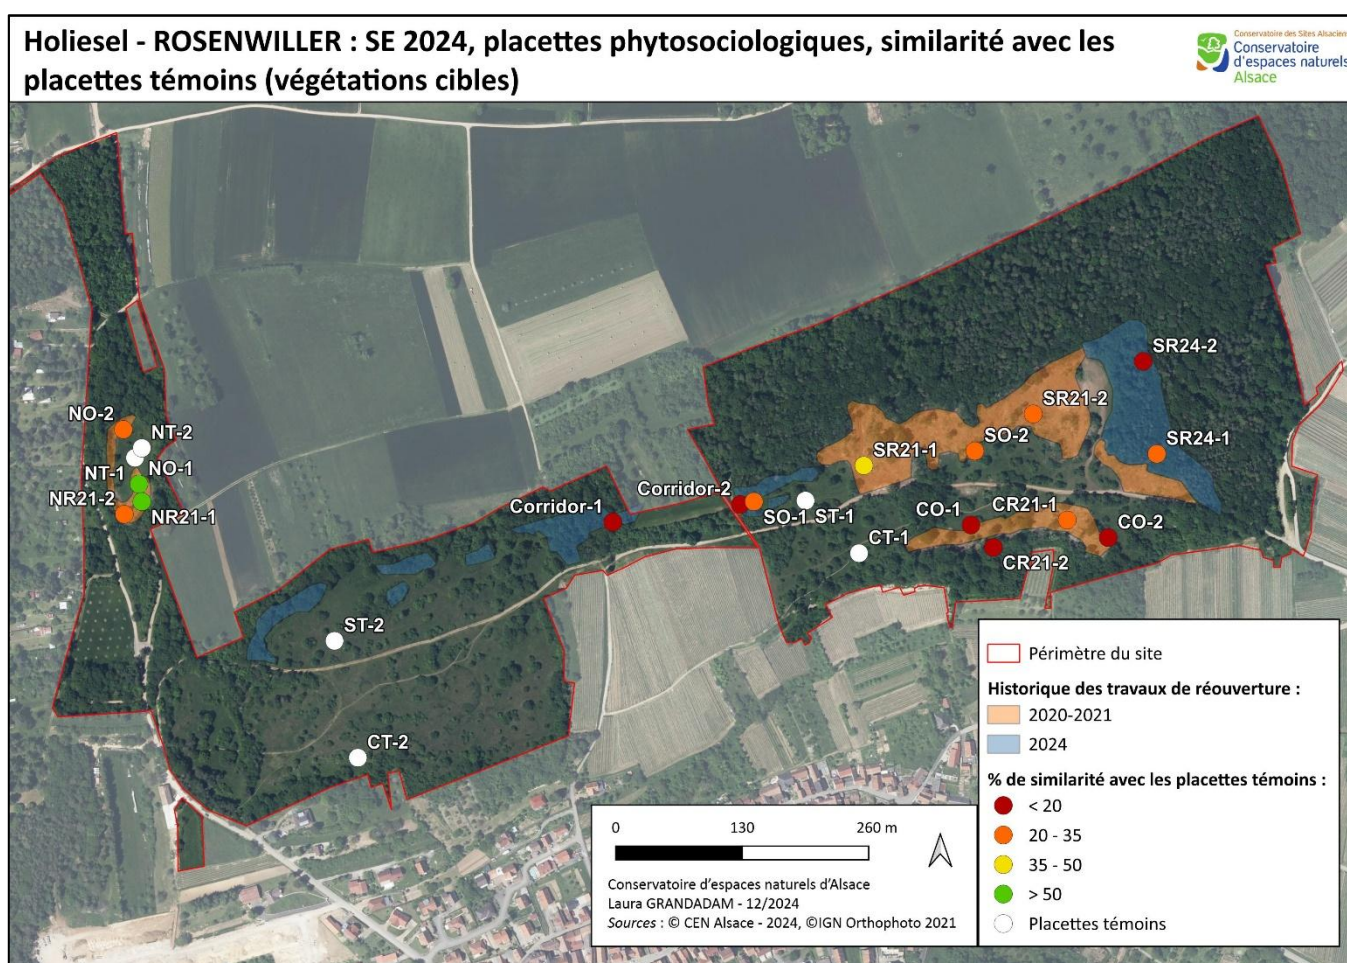 Holiesel - ROSENWILLER : SE 2024, placettes phytosociologiques, similarité avec les
placettes témoins (végétations cibles)
Conservatoire des Sites Alsaciens
Conservatoire
d'espaces naturels
Alsace
SR24-2
NO-2
SR21-2
NT-2
SO-2
SR24-1
NT-1
NO-1
SR21-1
NR21-2
Corridor-2
NR21-1
Corridor-1
SO-1
ST-1
CO-1
CR21-1
CO-2
CT-1
CR21-2
ST-2
CT-2
Périmètre du site
Historique des travaux de réouverture :
2020-2021
2024
% de similarité avec les placettes témoins :
< 20
20 - 35
35 - 50
> 50
Placettes témoins
0 130 260 m
Conservatoire d'espaces naturels d'Alsace
Laura GRANDADAM - 12/2024
Sources : © CEN Alsace - 2024, ©IGN Orthophoto 2021